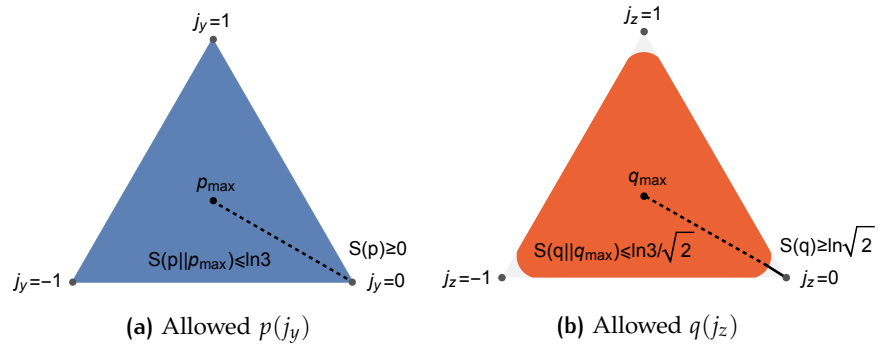 j_y=1
p_max
S(p)≥0
S(p||p_max)≤ln3
j_y=−1
j_y=0
(a) Allowed p(j_y)
j_z=1
q_max
S(q)≥ln√2
S(q||q_max)≤ln3/√2
j_z=−1
j_z=0
(b) Allowed q(j_z)